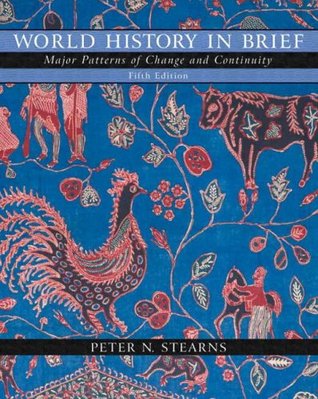 WORLD HISTORY IN BRIEF
Major Patterns of Change and Continuity
Fifth Edition
PETER N. STEARNS